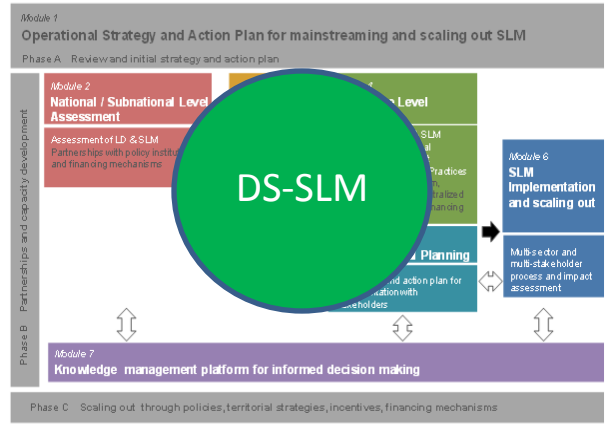 Module 1
Operational Strategy and Action Plan for mainstreaming and scaling out SLM
Phase A Review and initial strategy and action plan
Partnerships and capacity development
Phase B
Module 2
National / Subnational Level
Assessment
Assessment of LD & SLM
Partnerships with policy
and financing mechanisms
Level
SLM
Practices
DS-SLM
Planning
and action plan for
with
Module 6
SLM
Implementation
and scaling out
Multi-sector and
multi-stakeholder
process and impact
assessment
Module 7
Knowledge management platform for informed decision making
Phase C Scaling out through policies, territorial strategies, incentives, financing mechanisms